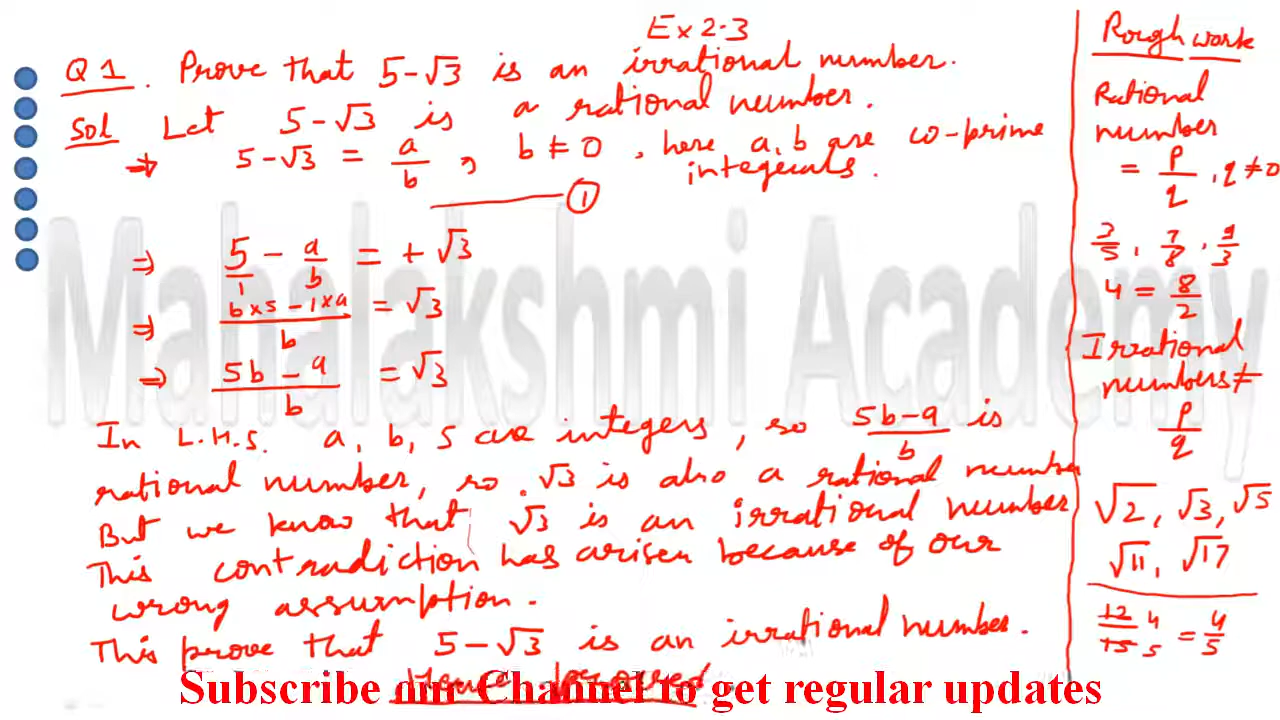 Ex 2.3
Q1. Prove that 5-√3 is an irrational number.
Sol Let 5-√3 is a rational number.
⇒ 5-√3 = a/b, b≠0, here a, b are co-prime
integerals.
①
⇒ 5/1 - a/b = + √3
⇒ (b×5 - 1×a)/b = √3
⇒ (5b - a)/b = √3
In L.H.S. a, b, 5 are integers, so (5b-a)/b is
rational number, so √3 is also a rational number
But we know that √3 is an irrational number
This contradiction has arisen because of our
wrong assumption.
This prove that 5-√3 is an irrational number.
Hence proved
Rough work
Rational
number
= p/q, q≠0
3/5, 7/8, 9/3
4 = 8/2
Irrational
numbers≠
p/q
√2, √3, √5
√11, √17
12/15 4/5 = 4/5
Mahalakshmi Academy
Subscribe our Channel to get regular updates